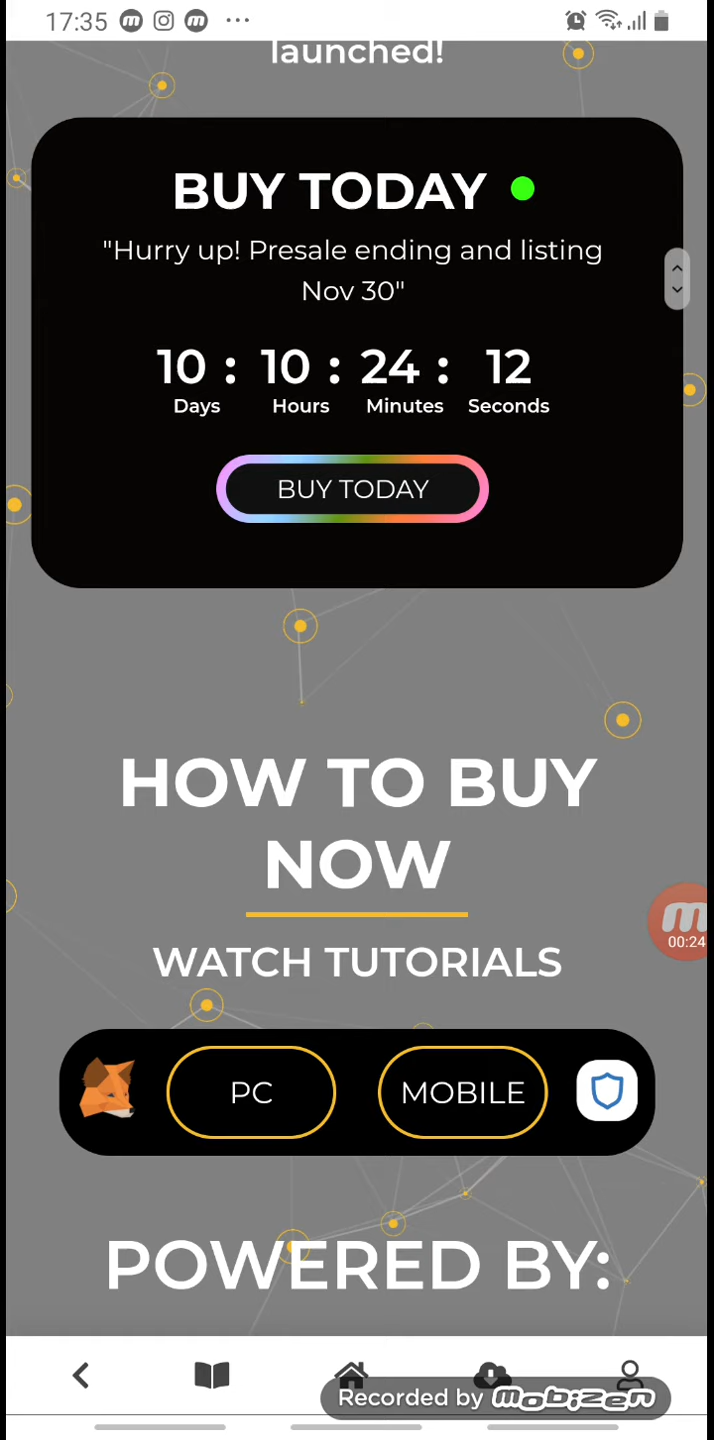 17:35
launched!
BUY TODAY
"Hurry up! Presale ending and listing
Nov 30"
10 : 10 : 24 : 12
Days Hours Minutes Seconds
BUY TODAY
HOW TO BUY
NOW
00:24
WATCH TUTORIALS
PC MOBILE
POWERED BY:
Recorded by mobizen